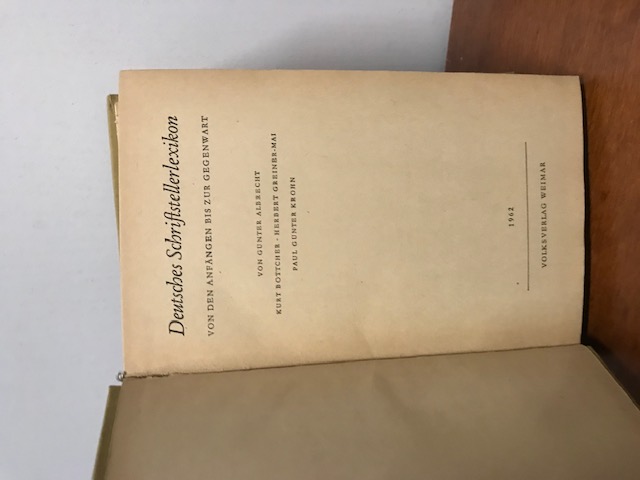 Deutsches Schriftstellerlexikon
VON DEN ANFÄNGEN BIS ZUR GEGENWART
VON GÜNTER ALBRECHT
KURT BÖTTCHER · HERBERT GREINER-MAI
PAUL GÜNTER KROHN
1962
VOLKSVERLAG WEIMAR